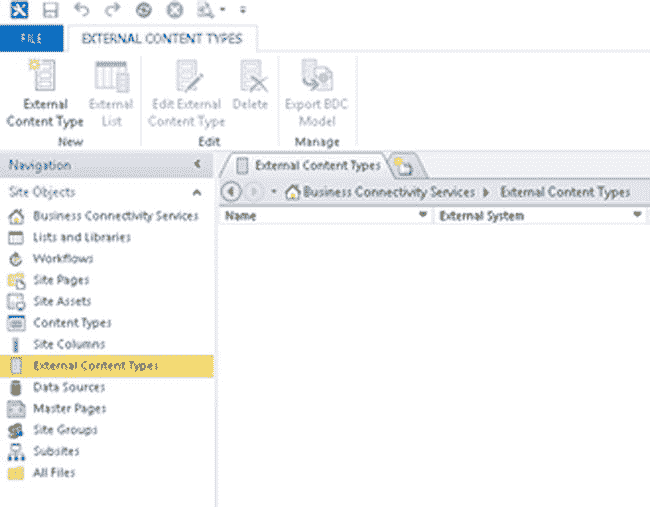 FILE
EXTERNAL CONTENT TYPES
External
Content Type
External
List
Edit External
Content Type
Delete
Export BDC
Model
New
Edit
Manage
Navigation
External Content Types
Site Objects
Business Connectivity Services
External Content Types
Name
External System
Business Connectivity Services
Lists and Libraries
Workflows
Site Pages
Site Assets
Content Types
Site Columns
External Content Types
Data Sources
Master Pages
Site Groups
Subsites
All Files